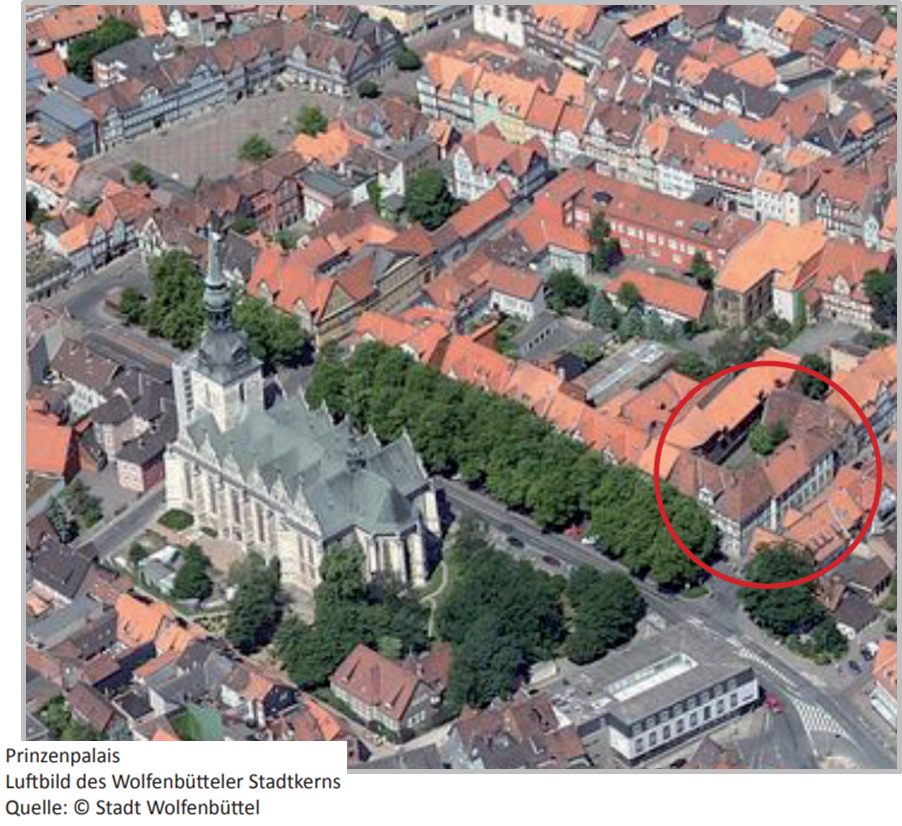 Prinzenpalais
Luftbild des Wolfenbütteler Stadtkerns
Quelle: © Stadt Wolfenbüttel